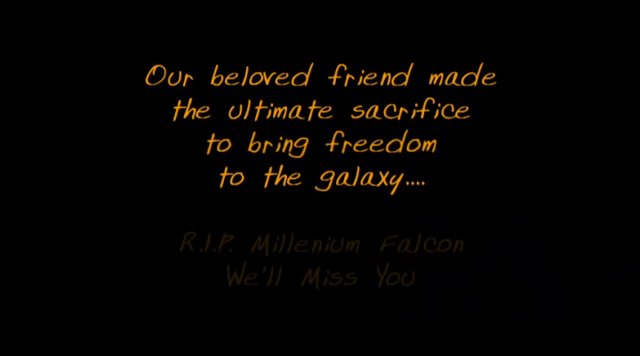 Our beloved friend made
the ultimate sacrifice
to bring freedom
to the galaxy....
R.I.P. Millenium Falcon
We'll Miss You